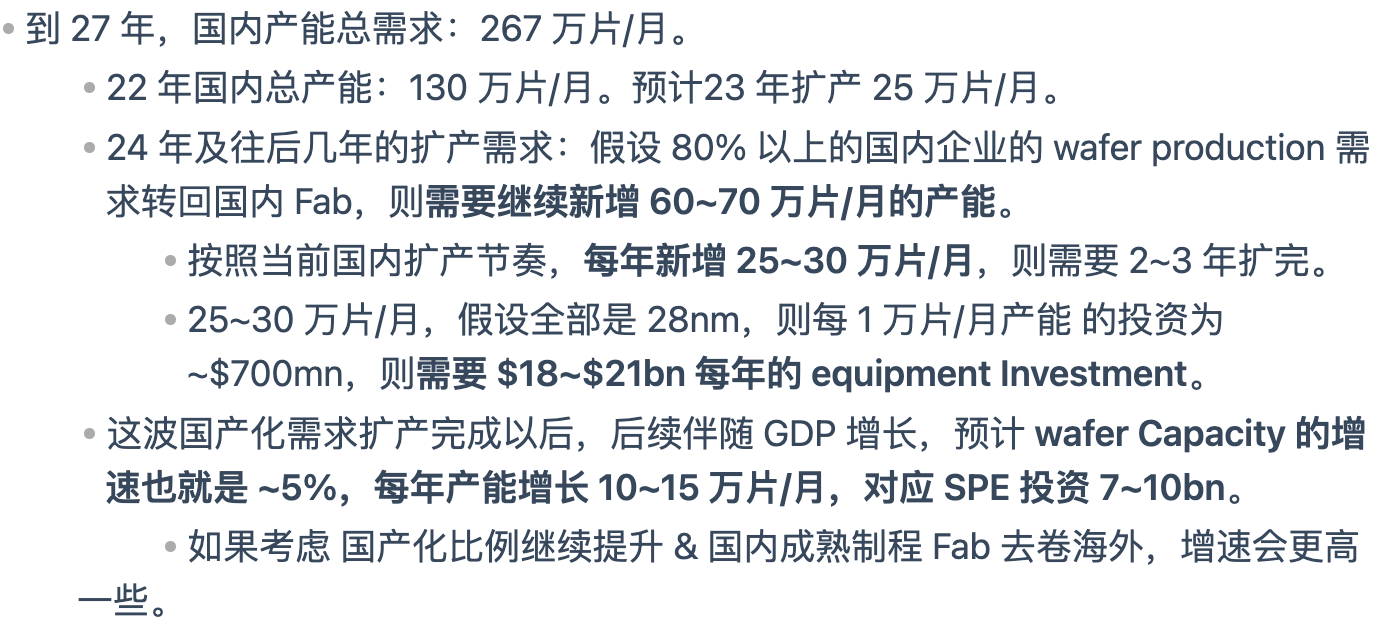 • 到 27 年，国内产能总需求：267 万片/月。
• 22 年国内总产能：130 万片/月。预计23 年扩产 25 万片/月。
• 24 年及往后几年的扩产需求：假设 80% 以上的国内企业的 wafer production 需
求转回国内 Fab，则需要继续新增 60~70 万片/月的产能。
• 按照当前国内扩产节奏，每年新增 25~30 万片/月，则需要 2~3 年扩完。
• 25~30 万片/月，假设全部是 28nm，则每 1 万片/月产能 的投资为
~$700mn，则需要 $18~$21bn 每年的 equipment Investment。
• 这波国产化需求扩产完成以后，后续伴随 GDP 增长，预计 wafer Capacity 的增
速也就是 ~5%，每年产能增长 10~15 万片/月，对应 SPE 投资 7~10bn。
• 如果考虑 国产化比例继续提升 & 国内成熟制程 Fab 去卷海外，增速会更高
一些。